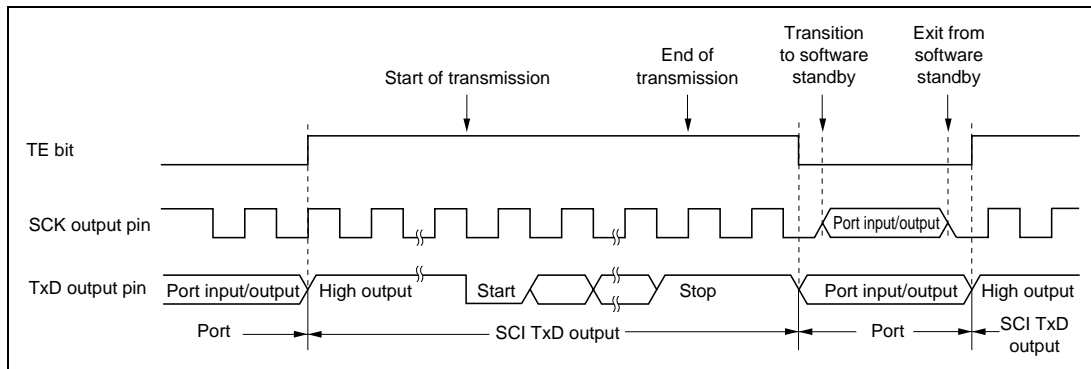 Transition
to software
standby
Exit from
software
standby
Start of transmission
End of
transmission
TE bit
SCK output pin
Port input/output
TxD output pin
Port input/output
High output
Start
Stop
Port input/output
High output
Port
SCI TxD output
Port
SCI TxD
output